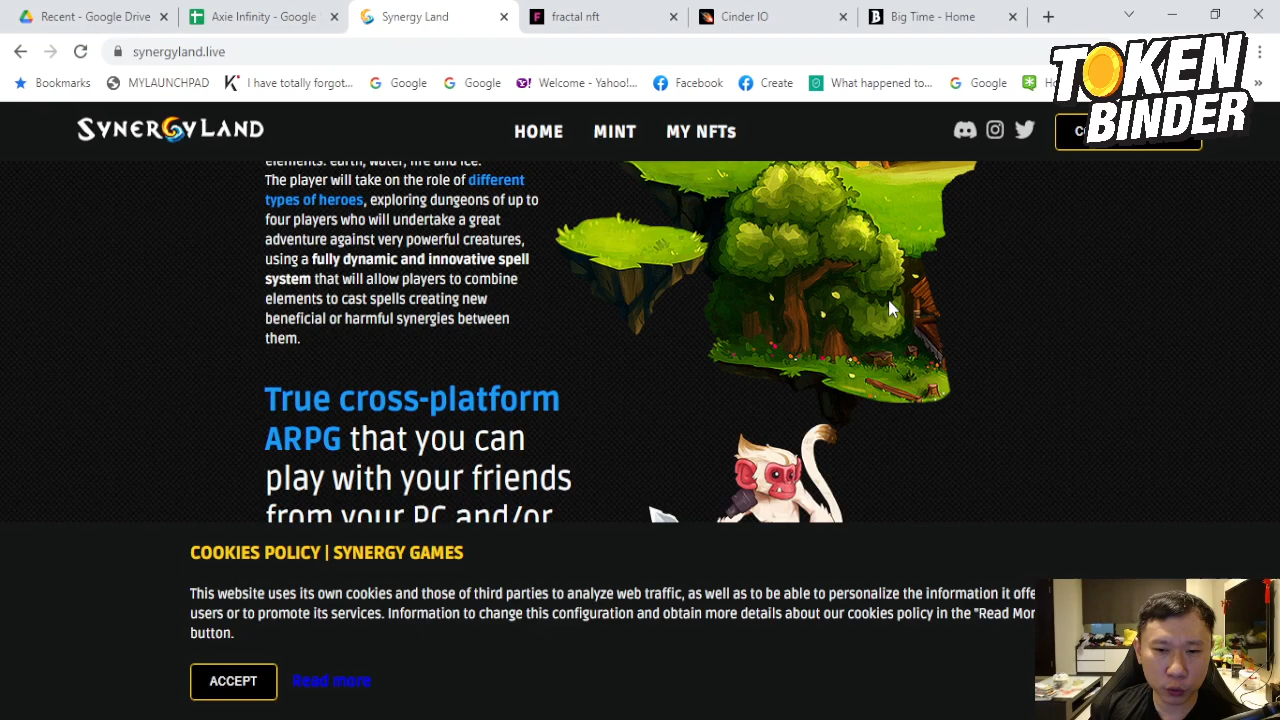 Recent - Google Drive
Axie Infinity - Google
Synergy Land
fractal nft
Cinder IO
Big Time - Home
synergyland.live
Bookmarks
MYLAUNCHPAD
I have totally forgot...
Google
Google
Welcome - Yahoo!...
Facebook
Create
What happened to...
Google
TOKEN
BINDER
SYNERGYLAND
HOME
MINT
MY NFTs
elements: earth, water, fire and ice.
The player will take on the role of different
types of heroes, exploring dungeons of up to
four players who will undertake a great
adventure against very powerful creatures,
using a fully dynamic and innovative spell
system that will allow players to combine
elements to cast spells creating new
beneficial or harmful synergies between
them.
True cross-platform
ARPG that you can
play with your friends
from your PC and/or
COOKIES POLICY | SYNERGY GAMES
This website uses its own cookies and those of third parties to analyze web traffic, as well as to be able to personalize the information it offe
users or to promote its services. Information to change this configuration and obtain more details about our cookies policy in the "Read Mor
button.
ACCEPT
Read more